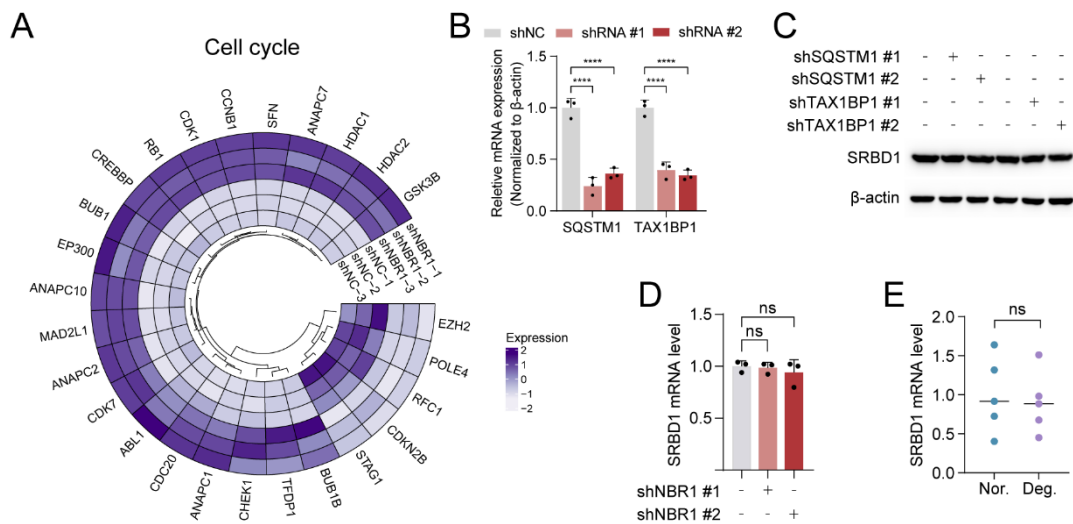 A
Cell cycle
EP300
BUB1
CREBBP
RB1
CDK1
CCNB1
SFN
ANAPC7
HDAC1
HDAC2
GSK3B
shNBR1-1
shNBR1-2
shNBR1-3
shNC-1
shNC-2
shNC-3
ANAPC10
MAD2L1
ANAPC2
CDK7
ABL1
CDC20
ANAPC1
CHEK1
TFDP1
BUB1B
STAG1
CDKN2B
RFC1
POLE4
EZH2
Expression
2
1
0
−1
−2
B
shNC shRNA #1 shRNA #2
Reletive mRNA expression
(Normalized to β-actin)
1.5
1.0
0.5
0.0
**** ****
**** ****
SQSTM1 TAX1BP1
C
shSQSTM1 #1 - + - - - -
shSQSTM1 #2 - - + - - -
shTAX1BP1 #1 - - - - + -
shTAX1BP1 #2 - - - - - +
SRBD1
β-actin
D
SRBD1 mRNA level
1.5
1.0
0.5
ns
ns
shNBR1 #1 - + -
shNBR1 #2 - - +
E
SRBD1 mRNA level
2.0
1.5
1.0
0.5
0.0
ns
Nor. Deg.